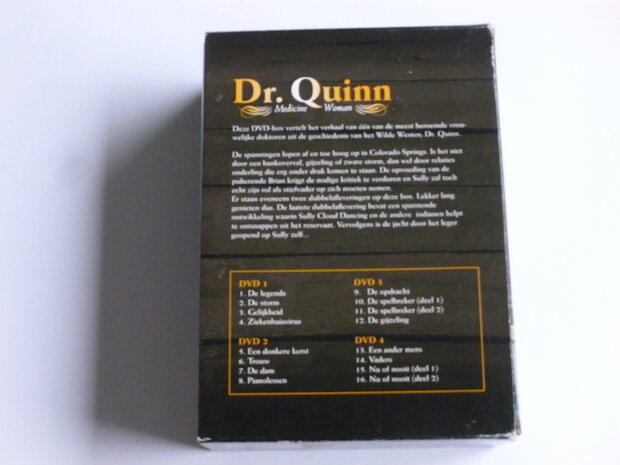 Dr. Quinn
Medicine Woman
Deze DVD-box vertelt het verhaal van één van de meest beroemde vrou-
welijke doktoren uit de geschiedenis van het Wilde Westen, Dr. Quinn.
De spanningen lopen af en toe hoog op in Colorado Springs. Is het niet
door een bankoverval, gijzeling of zware storm, dan wel door relaties
onderling die erg onder druk komen te staan. De opvoeding van de
puberende Brian krijgt de nodige kritiek te verduren en Sully zal toch
echt zijn rol als stiefvader op zich moeten nemen.
Er staan eveneens twee dubbelafleveringen op deze box. Lekker lang
genieten dus. De laatste dubbelaflevering bevat een spannende
ontwikkeling waarin Sully Cloud Dancing en de andere indianen helpt
te ontsnappen uit het reservaat. Vervolgens is de jacht door het leger
geopend op Sully zelf...
DVD 1
1. De legende
2. De storm
3. Gelijkheid
4. Ziekenhuisvirus
DVD 2
5. Een donkere kerst
6. Trouw
7. De dam
8. Pianolessen
DVD 3
9. De opdracht
10. De spelbreker (deel 1)
11. De spelbreker (deel 2)
12. De gijzeling
DVD 4
13. Een ander mens
14. Vaders
15. Nu of nooit (deel 1)
16. Nu of nooit (deel 2)